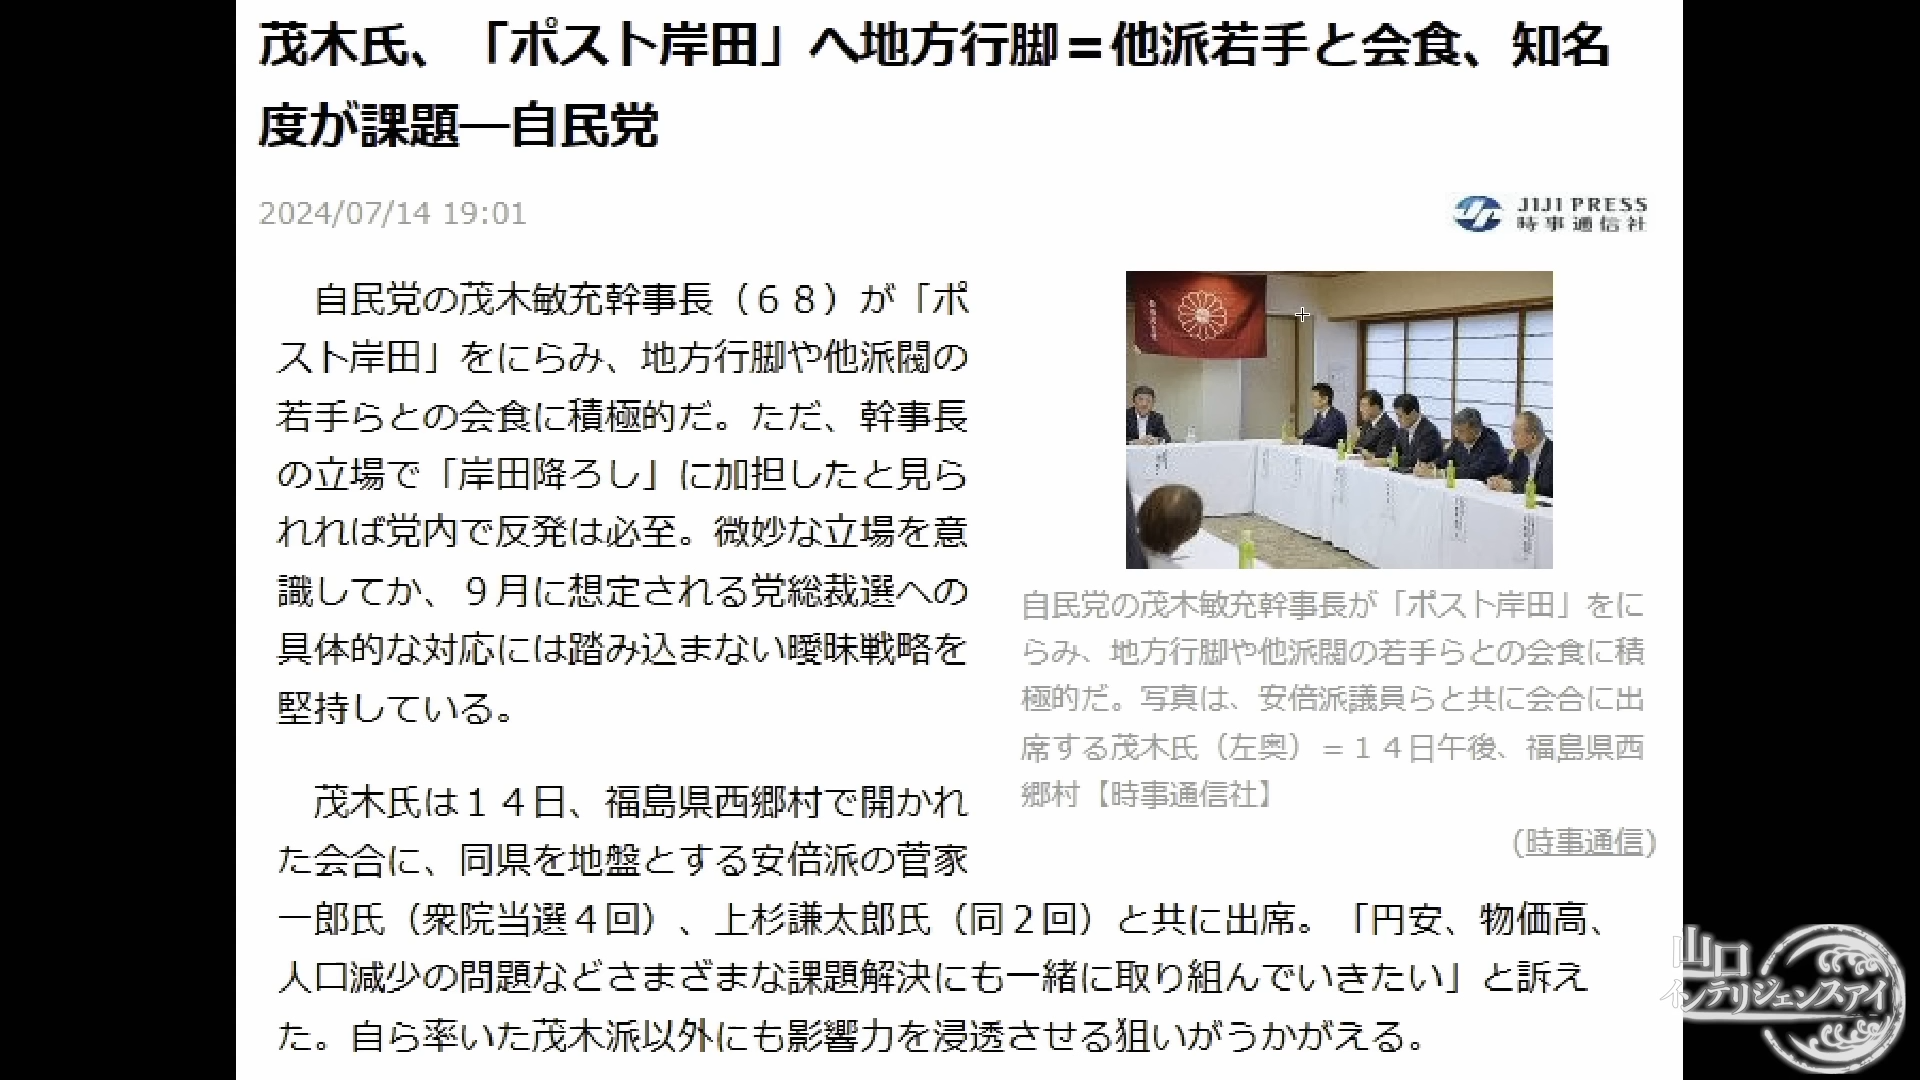 茂木氏、「ポスト岸田」へ地方行脚＝他派若手と会食、知名
度が課題―自民党
2024/07/14 19:01
JIJI PRESS
時事通信社
自民党の茂木敏充幹事長（６８）が「ポ
スト岸田」をにらみ、地方行脚や他派閥の
若手らとの会食に積極的だ。ただ、幹事長
の立場で「岸田降ろし」に加担したと見ら
れれば党内で反発は必至。微妙な立場を意
識してか、９月に想定される党総裁選への
具体的な対応には踏み込まない曖昧戦略を
堅持している。
自民党の茂木敏充幹事長が「ポスト岸田」をに
らみ、地方行脚や他派閥の若手らとの会食に積
極的だ。写真は、安倍派議員らと共に会合に出
席する茂木氏（左奥）＝１４日午後、福島県西
郷村【時事通信社】
(時事通信)
茂木氏は１４日、福島県西郷村で開かれ
た会合に、同県を地盤とする安倍派の菅家
一郎氏（衆院当選４回）、上杉謙太郎氏（同２回）と共に出席。「円安、物価高、
人口減少の問題などさまざまな課題解決にも一緒に取り組んでいきたい」と訴え
た。自ら率いた茂木派以外にも影響力を浸透させる狙いがうかがえる。
山口
インテリジェンスアイ